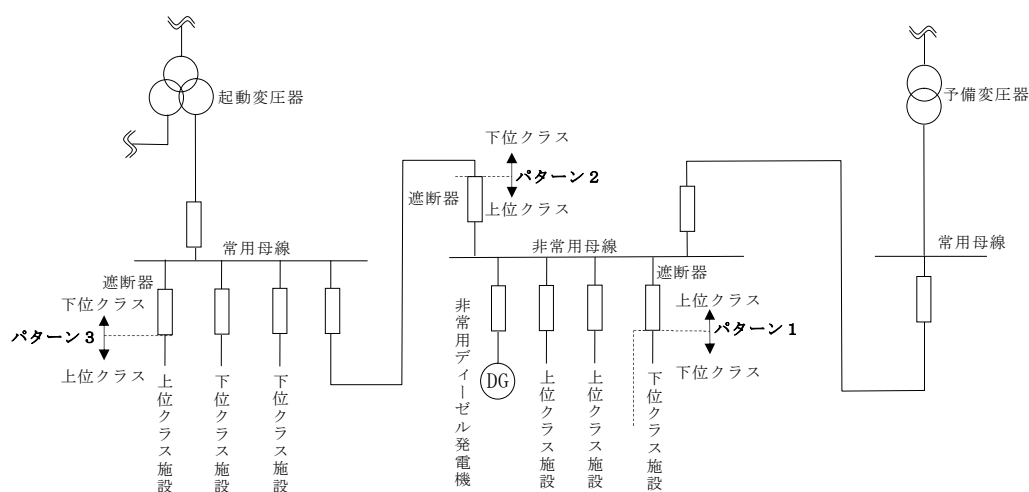 起動変圧器
予備変圧器
下位クラス
パターン2
遮断器
上位クラス
常用母線
非常用母線
常用母線
遮断器
下位クラス
パターン3
上位クラス
遮断器
上位クラス
パターン1
下位クラス
上位クラス施設
下位クラス施設
下位クラス施設
非常用ディーゼル発電機
DG
上位クラス施設
上位クラス施設
下位クラス施設